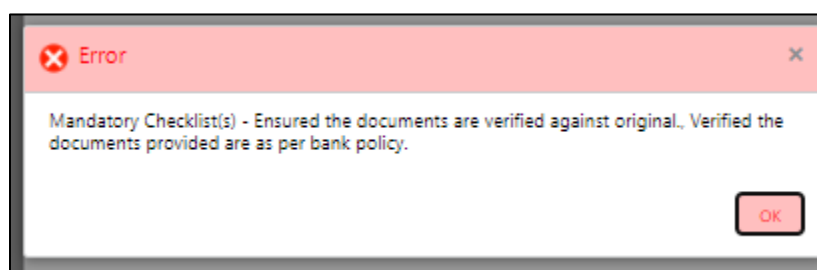 Error
Mandatory Checklist(s) - Ensured the documents are verified against original., Verified the
documents provided are as per bank policy.
OK